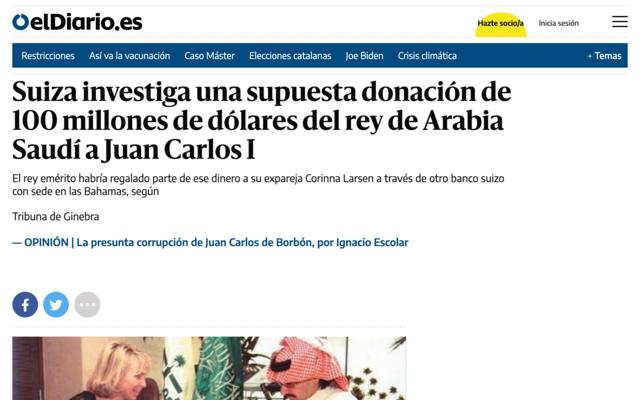 elDiario.es
Hazte socio/a
Inicia sesión
Restricciones
Así va la vacunación
Caso Máster
Elecciones catalanas
Joe Biden
Crisis climática
+ Temas
Suiza investiga una supuesta donación de
100 millones de dólares del rey de Arabia
Saudí a Juan Carlos I
El rey emérito habría regalado parte de ese dinero a su expareja Corinna Larsen a través de otro banco suizo
con sede en las Bahamas, según
Tribuna de Ginebra
— OPINIÓN | La presunta corrupción de Juan Carlos de Borbón, por Ignacio Escolar